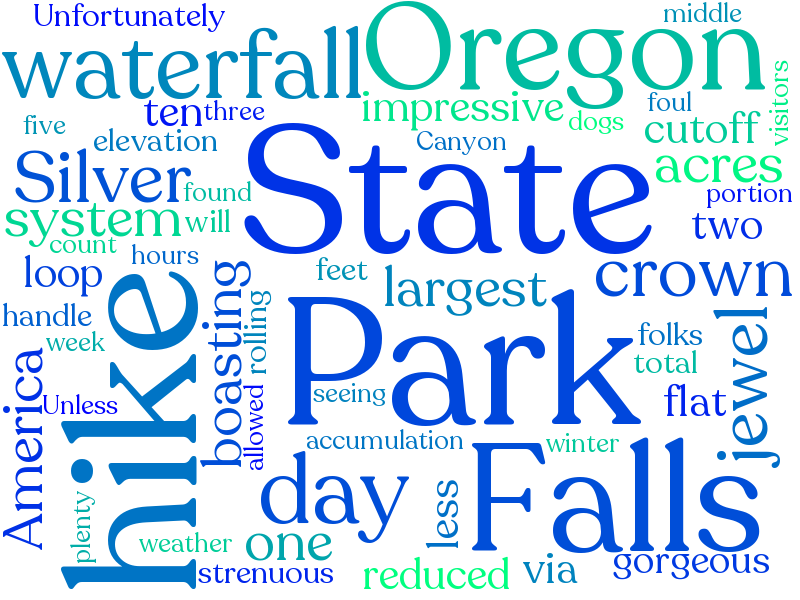 Unfortunately
middle
waterfall
Oregon
ten
three
impressive
foul
dogs
visitors
five
elevation
Canyon
cutoff
Silver
found
State
acres
portion
system
will
two
count
hours
loop
feet
largest
crown
handle
week
hike
boasting
rolling
Park
folks
total
jewel
America
Unless
allowed
seeing
flat
accumulation
winter
day
less
Falls
plenty
weather
one
strenuous
reduced
via
gorgeous